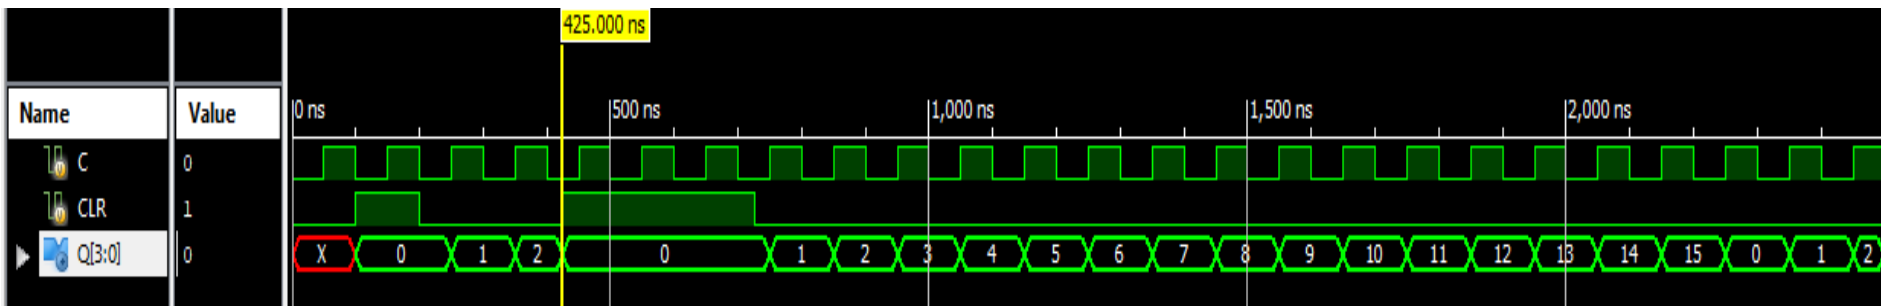 425.000 ns
Name Value 0 ns 500 ns 1,000 ns 1,500 ns 2,000 ns
C 0
CLR 1
Q[3:0] 0 X 0 1 2 0 1 2 3 4 5 6 7 8 9 10 11 12 13 14 15 0 1 2